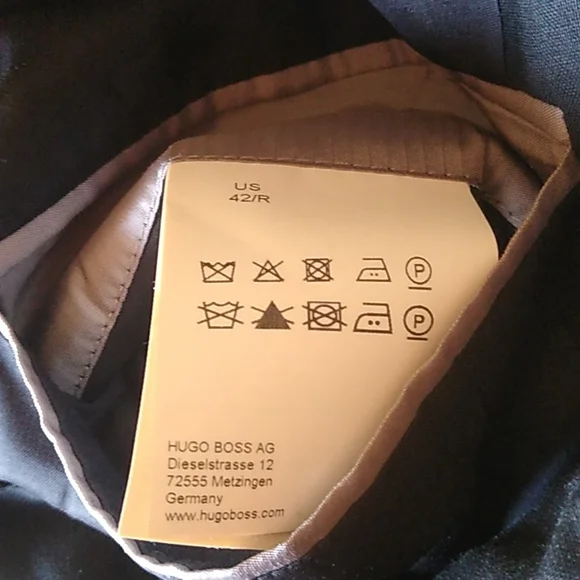 US
42/R
P
P
HUGO BOSS AG
Dieselstrasse 12
72555 Metzingen
Germany
www.hugoboss.com